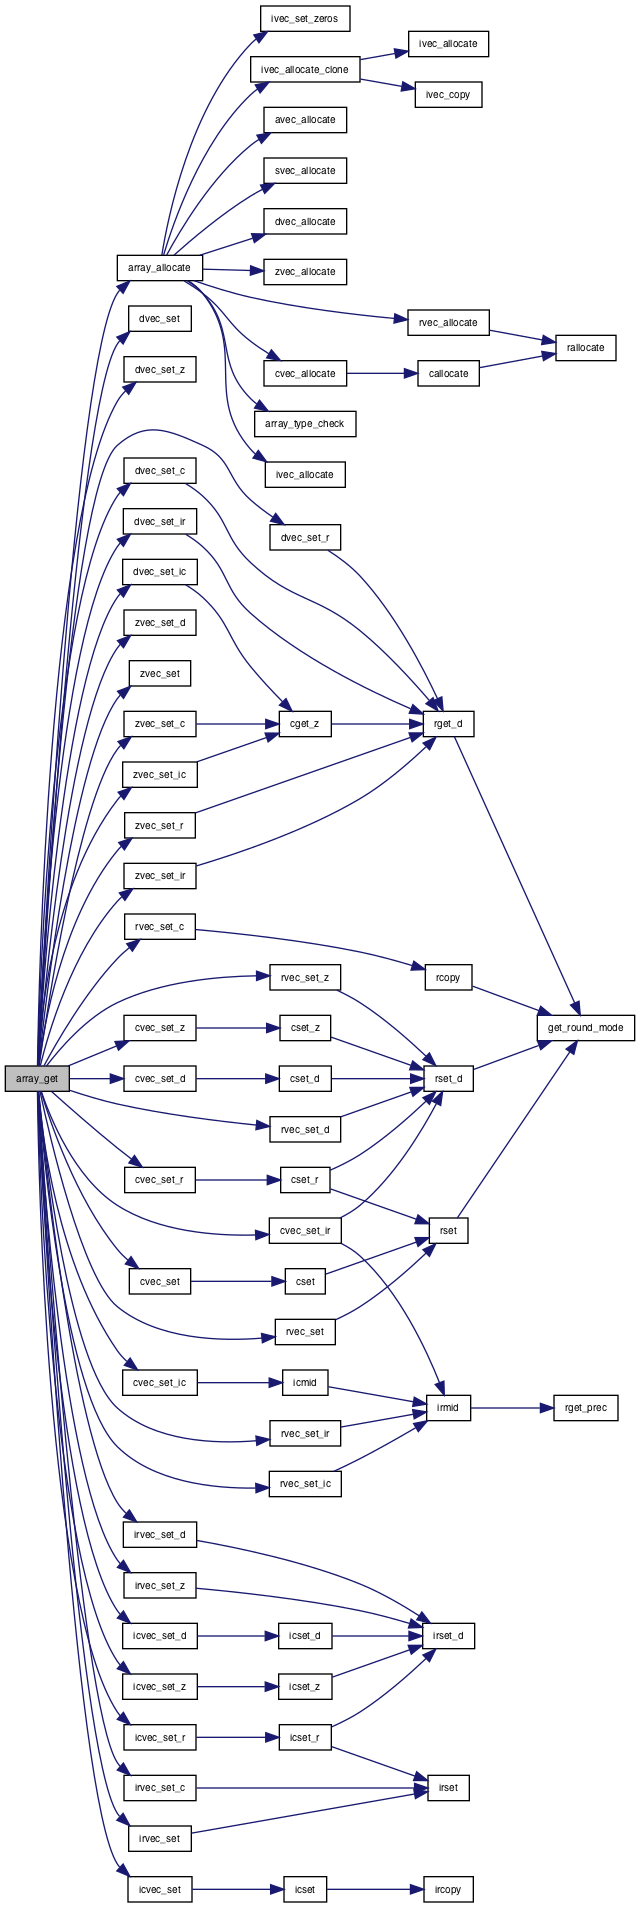 ivec_set_zeros
ivec_allocate
ivec_allocate_clone
ivec_copy
avec_allocate
svec_allocate
dvec_allocate
array_allocate
zvec_allocate
dvec_set
rvec_allocate
rallocate
dvec_set_z
cvec_allocate
callocate
array_type_check
dvec_set_c
ivec_allocate
dvec_set_ir
dvec_set_r
dvec_set_ic
zvec_set_d
zvec_set
zvec_set_c
cget_z
rget_d
zvec_set_ic
zvec_set_r
zvec_set_ir
rvec_set_c
rvec_set_z
rcopy
cvec_set_z
cset_z
get_round_mode
array_get
cvec_set_d
cset_d
rset_d
rvec_set_d
cvec_set_r
cset_r
cvec_set_ir
rset
cvec_set
cset
rvec_set
cvec_set_ic
icmid
irmid
rget_prec
rvec_set_ir
rvec_set_ic
irvec_set_d
irvec_set_z
icvec_set_d
icset_d
irset_d
icvec_set_z
icset_z
icvec_set_r
icset_r
irvec_set_c
irset
irvec_set
icvec_set
icset
ircopy